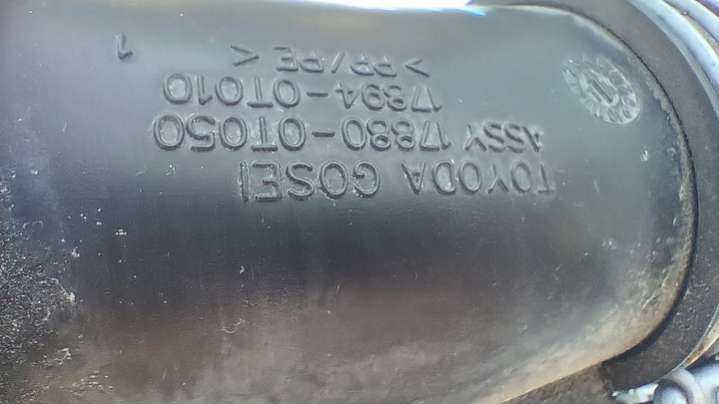 TOYODA GOSEI
ASSY 17880-0T050
17894-0T010
>PP/PE<
1